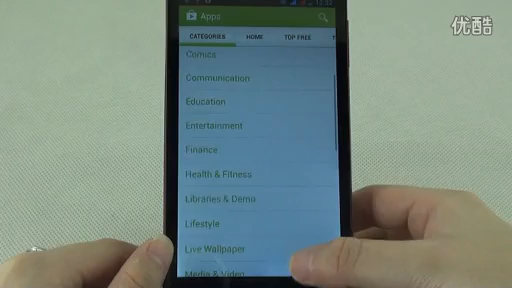 优酷
Apps
CATEGORIES HOME TOP FREE
Comics
Communication
Education
Entertainment
Finance
Health & Fitness
Libraries & Demo
Lifestyle
Live Wallpaper
Media & Video